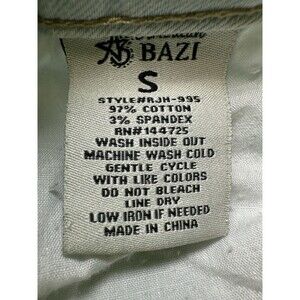 BAZI
S
STYLE#RJH-995
97% COTTON
3% SPANDEX
RN#144725
WASH INSIDE OUT
MACHINE WASH COLD
GENTLE CYCLE
WITH LIKE COLORS
DO NOT BLEACH
LINE DRY
LOW IRON IF NEEDED
MADE IN CHINA